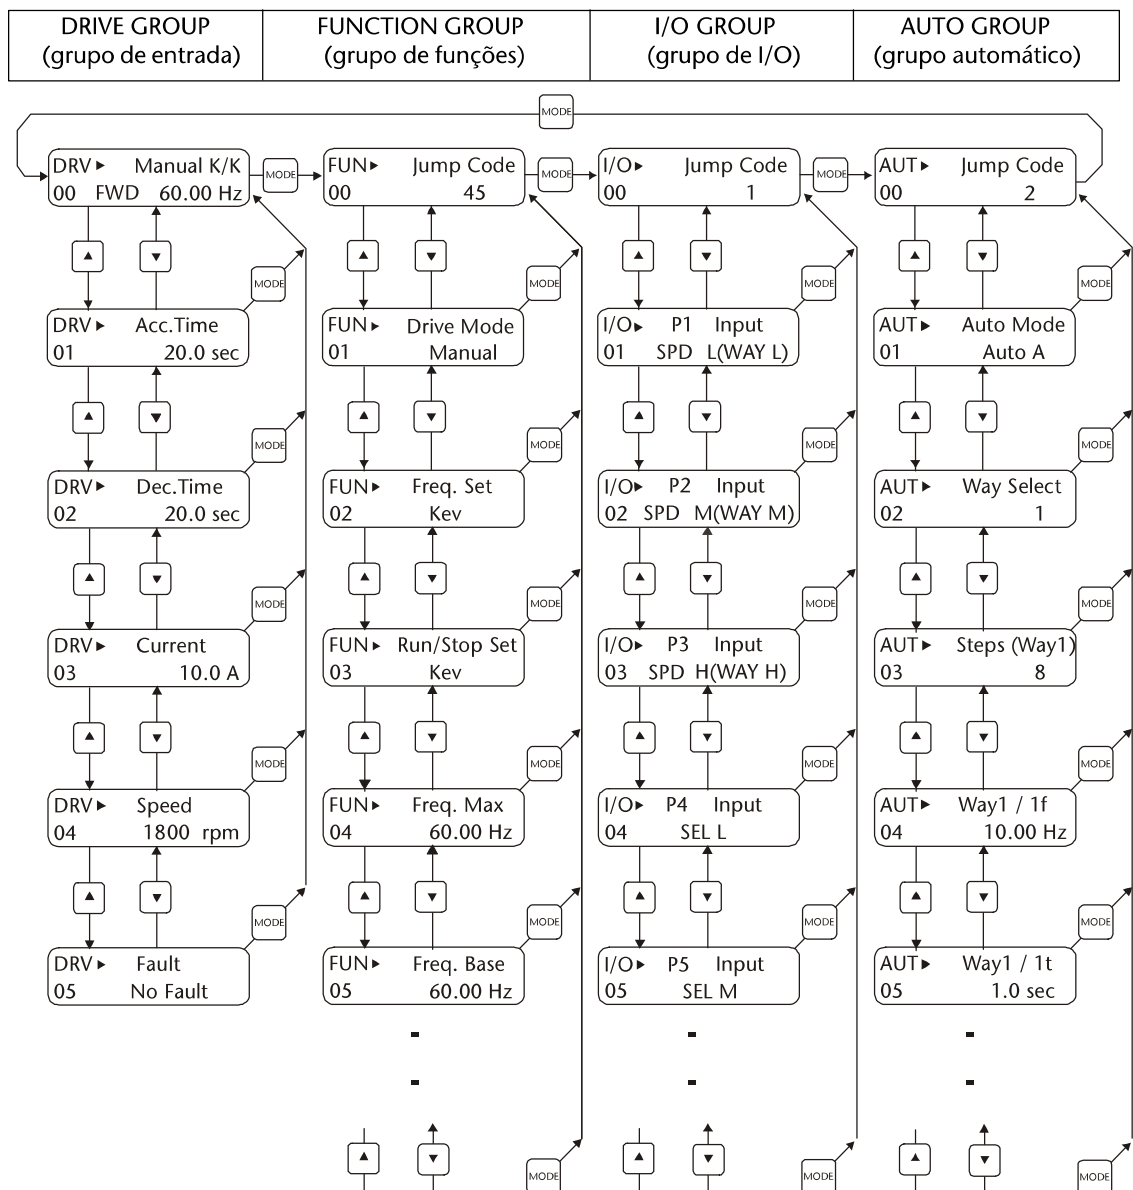 DRIVE GROUP
(grupo de entrada)
FUNCTION GROUP
(grupo de funções)
I/O GROUP
(grupo de I/O)
AUTO GROUP
(grupo automático)
MODE
DRV Manual K/K
00 FWD 60.00 Hz
MODE
FUN Jump Code
00 45
MODE
I/O Jump Code
00 1
MODE
AUT Jump Code
00 2
MODE
MODE
MODE
MODE
DRV Acc.Time
01 20.0 sec
FUN Drive Mode
01 Manual
I/O P1 Input
01 SPD L(WAY L)
AUT Auto Mode
01 Auto A
MODE
MODE
MODE
MODE
DRV Dec.Time
02 20.0 sec
FUN Freq. Set
02 Kev
I/O P2 Input
02 SPD M(WAY M)
AUT Way Select
02 1
MODE
MODE
MODE
MODE
DRV Current
03 10.0 A
FUN Run/Stop Set
03 Kev
I/O P3 Input
03 SPD H(WAY H)
AUT Steps (Way1)
03 8
MODE
MODE
MODE
MODE
DRV Speed
04 1800 rpm
FUN Freq. Max
04 60.00 Hz
I/O P4 Input
04 SEL L
AUT Way1 / 1f
04 10.00 Hz
MODE
MODE
MODE
MODE
DRV Fault
05 No Fault
FUN Freq. Base
05 60.00 Hz
I/O P5 Input
05 SEL M
AUT Way1 / 1t
05 1.0 sec
MODE
MODE
MODE